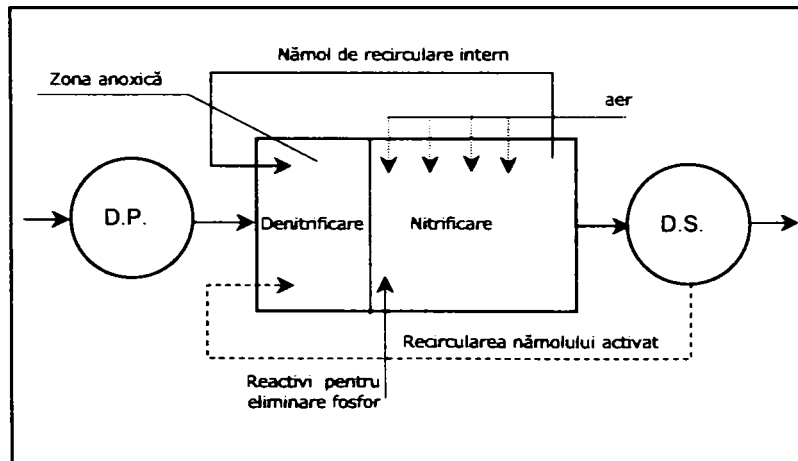 Nămol de recirculare intern
Zona anoxică
aer
D.P.
Denitrificare
Nitrificare
D.S.
Recircularea nămolului activat
Reactivi pentru
eliminare fosfor